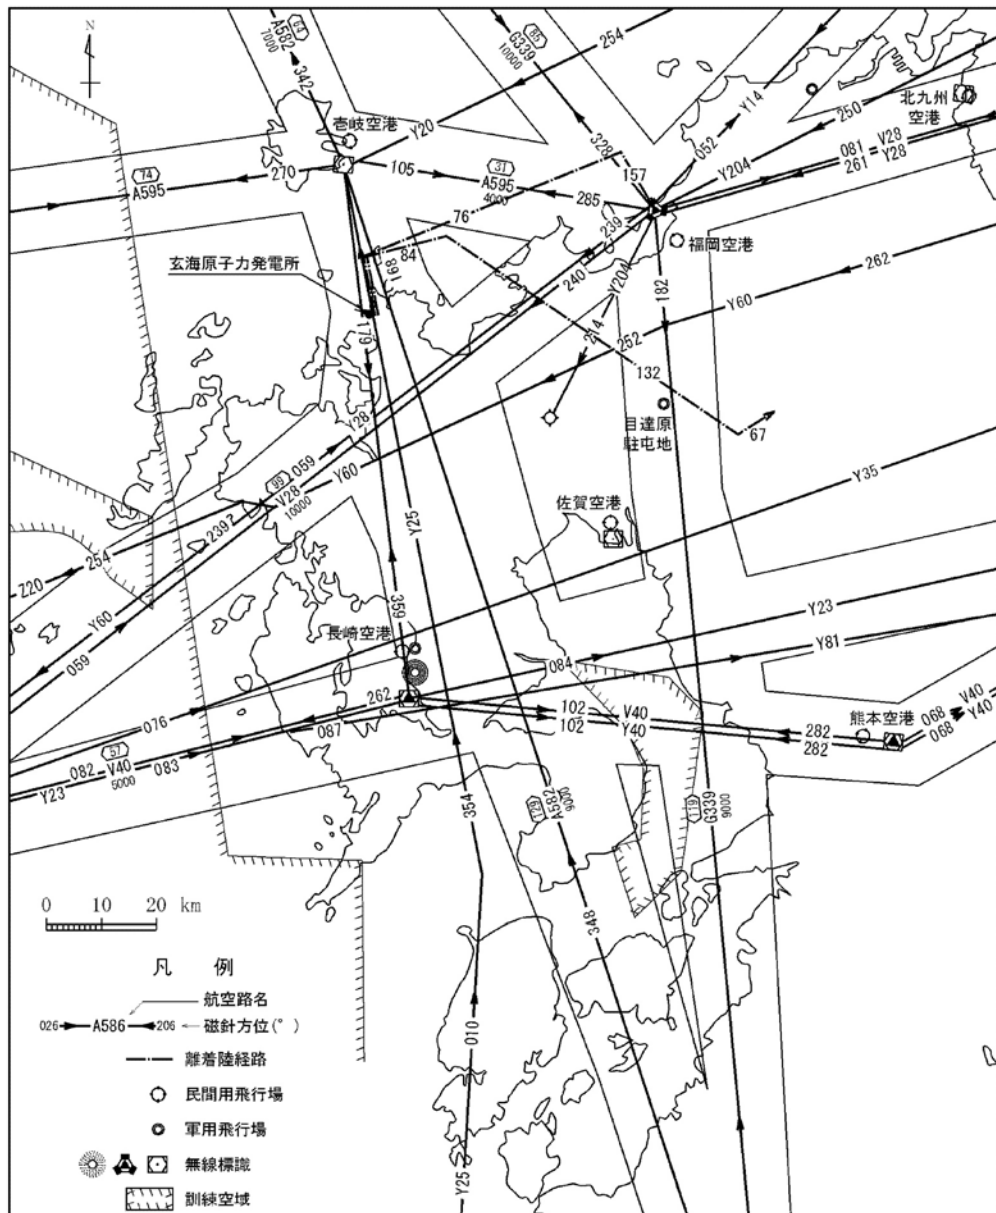 N
64
A582
7000
342
85
G339
10000
254
Y14
北九州
空港
壱岐空港
Y20
328
052
250
Y204
081 V28
261 Y28
74
A595
270
105
31
A595
4000
285
157
76
239
福岡空港
玄海原子力発電所
84
168
240
Y204
182
262
Y60
179
214
252
132
目達原
駐屯地
67
Y28
059
99
V28
10000
Y60
Y35
239
254
Z20
佐賀空港
Y25
Y60
059
359
長崎空港
Y23
084
Y81
262
076
102 V40
102 Y40
282
282
熊本空港
068 V40
068 Y40
087
57
082 V40 083
Y23
5000
354
129
A582
9000
119
G339
9000
348
010
Y25
0 10 20 km
凡 例
航空路名
026 A586 206 磁針方位(°)
離着陸経路
民間用飛行場
軍用飛行場
無線標識
訓練空域